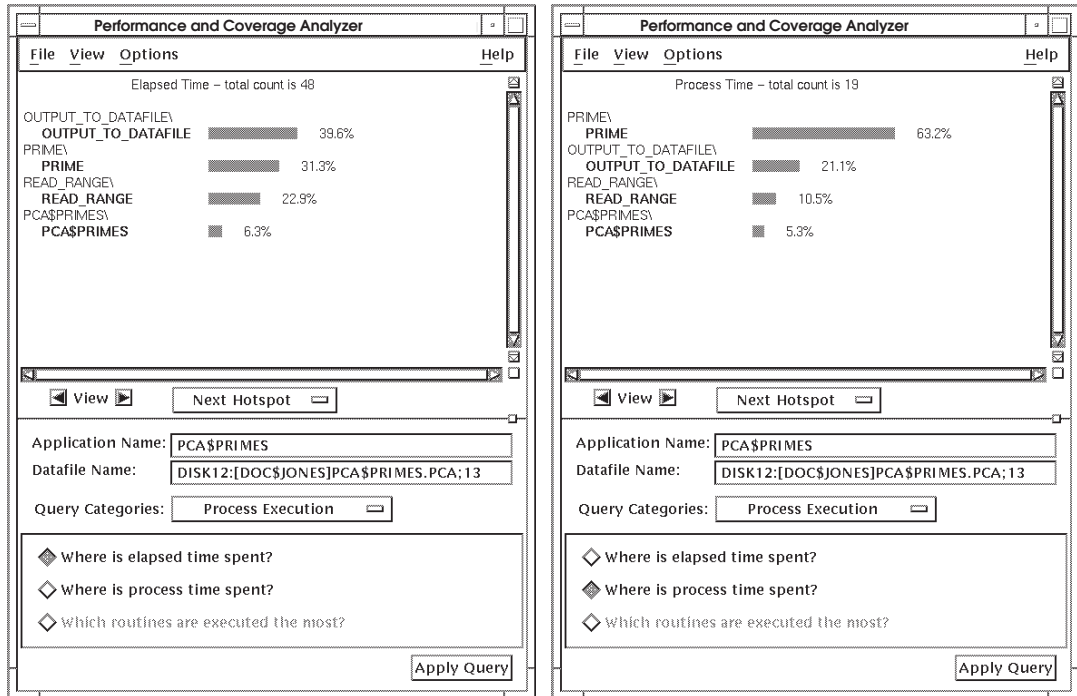 Performance and Coverage Analyzer
File View Options Help
Elapsed Time – total count is 48
OUTPUT_TO_DATAFILE\
OUTPUT_TO_DATAFILE 39.6%
PRIME\
PRIME 31.3%
READ_RANGE\
READ_RANGE 22.9%
PCA$PRIMES\
PCA$PRIMES 6.3%
View Next Hotspot
Application Name: PCA$PRIMES
Datafile Name: DISK12:[DOC$JONES]PCA$PRIMES.PCA;13
Query Categories: Process Execution
Where is elapsed time spent?
Where is process time spent?
Which routines are executed the most?
Apply Query
Performance and Coverage Analyzer
File View Options Help
Process Time – total count is 19
PRIME\
PRIME 63.2%
OUTPUT_TO_DATAFILE\
OUTPUT_TO_DATAFILE 21.1%
READ_RANGE\
READ_RANGE 10.5%
PCA$PRIMES\
PCA$PRIMES 5.3%
View Next Hotspot
Application Name: PCA$PRIMES
Datafile Name: DISK12:[DOC$JONES]PCA$PRIMES.PCA;13
Query Categories: Process Execution
Where is elapsed time spent?
Where is process time spent?
Which routines are executed the most?
Apply Query